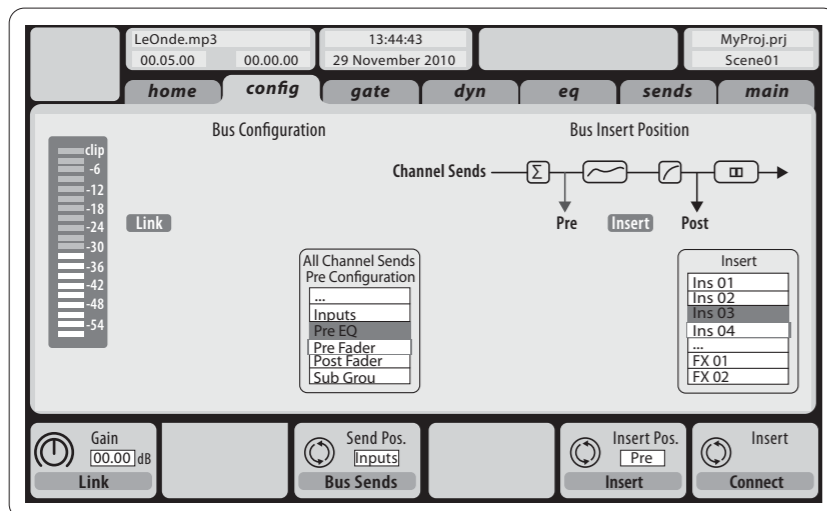 LeOnde.mp3
00.05.00 00.00.00
13:44:43
29 November 2010
MyProj.prj
Scene01
home config gate dyn eq sends main
Bus Configuration
clip
-6
-12
-18
-24
-30
-36
-42
-48
-54
Link
All Channel Sends
Pre Configuration
...
Inputs
Pre EQ
Pre Fader
Post Fader
Sub Grou
Bus Insert Position
Channel Sends Σ
Pre Insert Post
Insert
Ins 01
Ins 02
Ins 03
Ins 04
...
FX 01
FX 02
Gain
00.00 dB
Link
Send Pos.
Inputs
Bus Sends
Insert Pos.
Pre
Insert
Insert
Connect